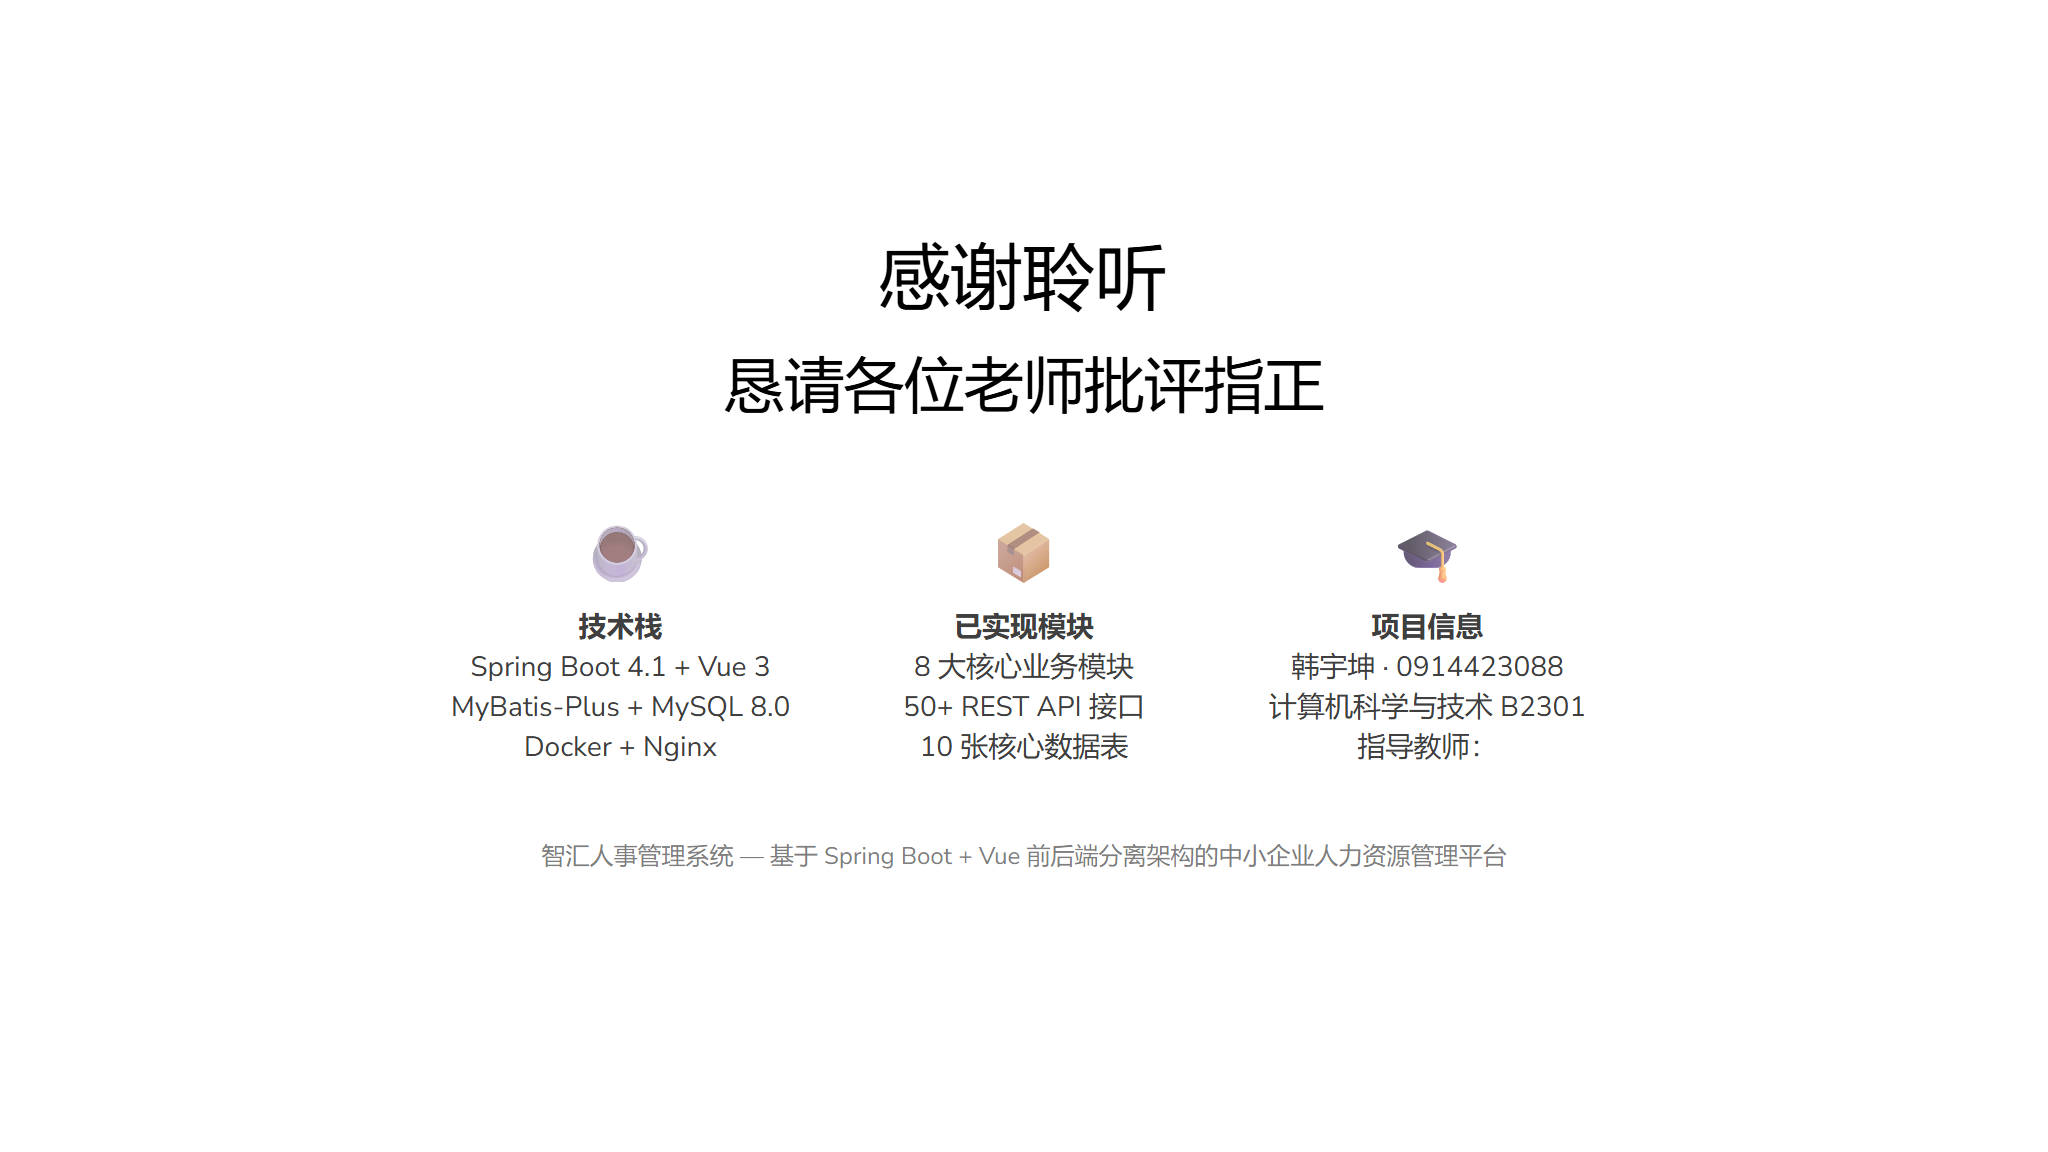 感谢聆听
恳请各位老师批评指正
技术栈
Spring Boot 4.1 + Vue 3
MyBatis-Plus + MySQL 8.0
Docker + Nginx
已实现模块
8 大核心业务模块
50+ REST API 接口
10 张核心数据表
项目信息
韩宇坤 · 0914423088
计算机科学与技术 B2301
指导教师：
智汇人事管理系统 — 基于 Spring Boot + Vue 前后端分离架构的中小企业人力资源管理平台